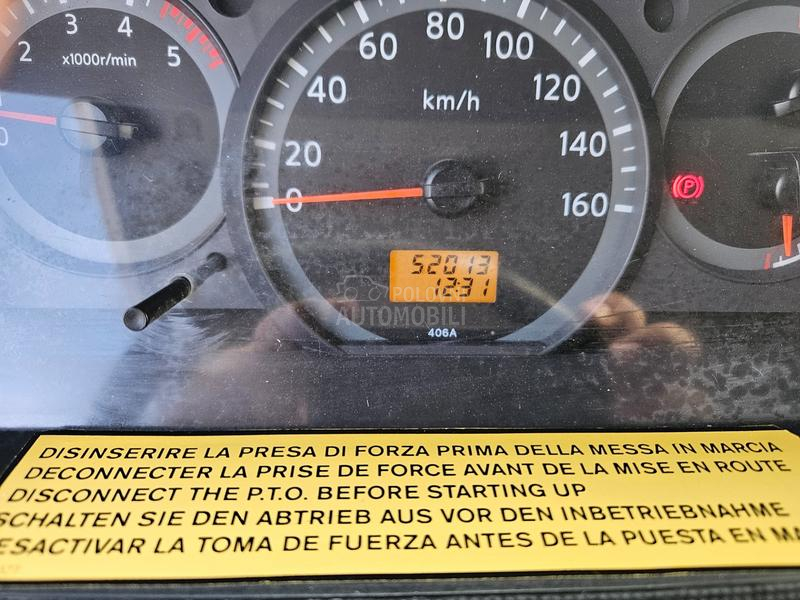 2 3 4 5
x1000r/min
1
0
0 20 40 60 80 100 120 140 160
km/h
P
52013
1231
POLOVNI
AUTOMOBILI
406A
DISINSERIRE LA PRESA DI FORZA PRIMA DELLA MESSA IN MARCIA
DECONNECTER LA PRISE DE FORCE AVANT DE LA MISE EN ROUTE
DISCONNECT THE P.T.O. BEFORE STARTING UP
SCHALTEN SIE DEN ABTRIEB AUS VOR DEN INBETRIEBNAHME
ESACTIVAR LA TOMA DE FUERZA ANTES DE LA PUESTA EN MA